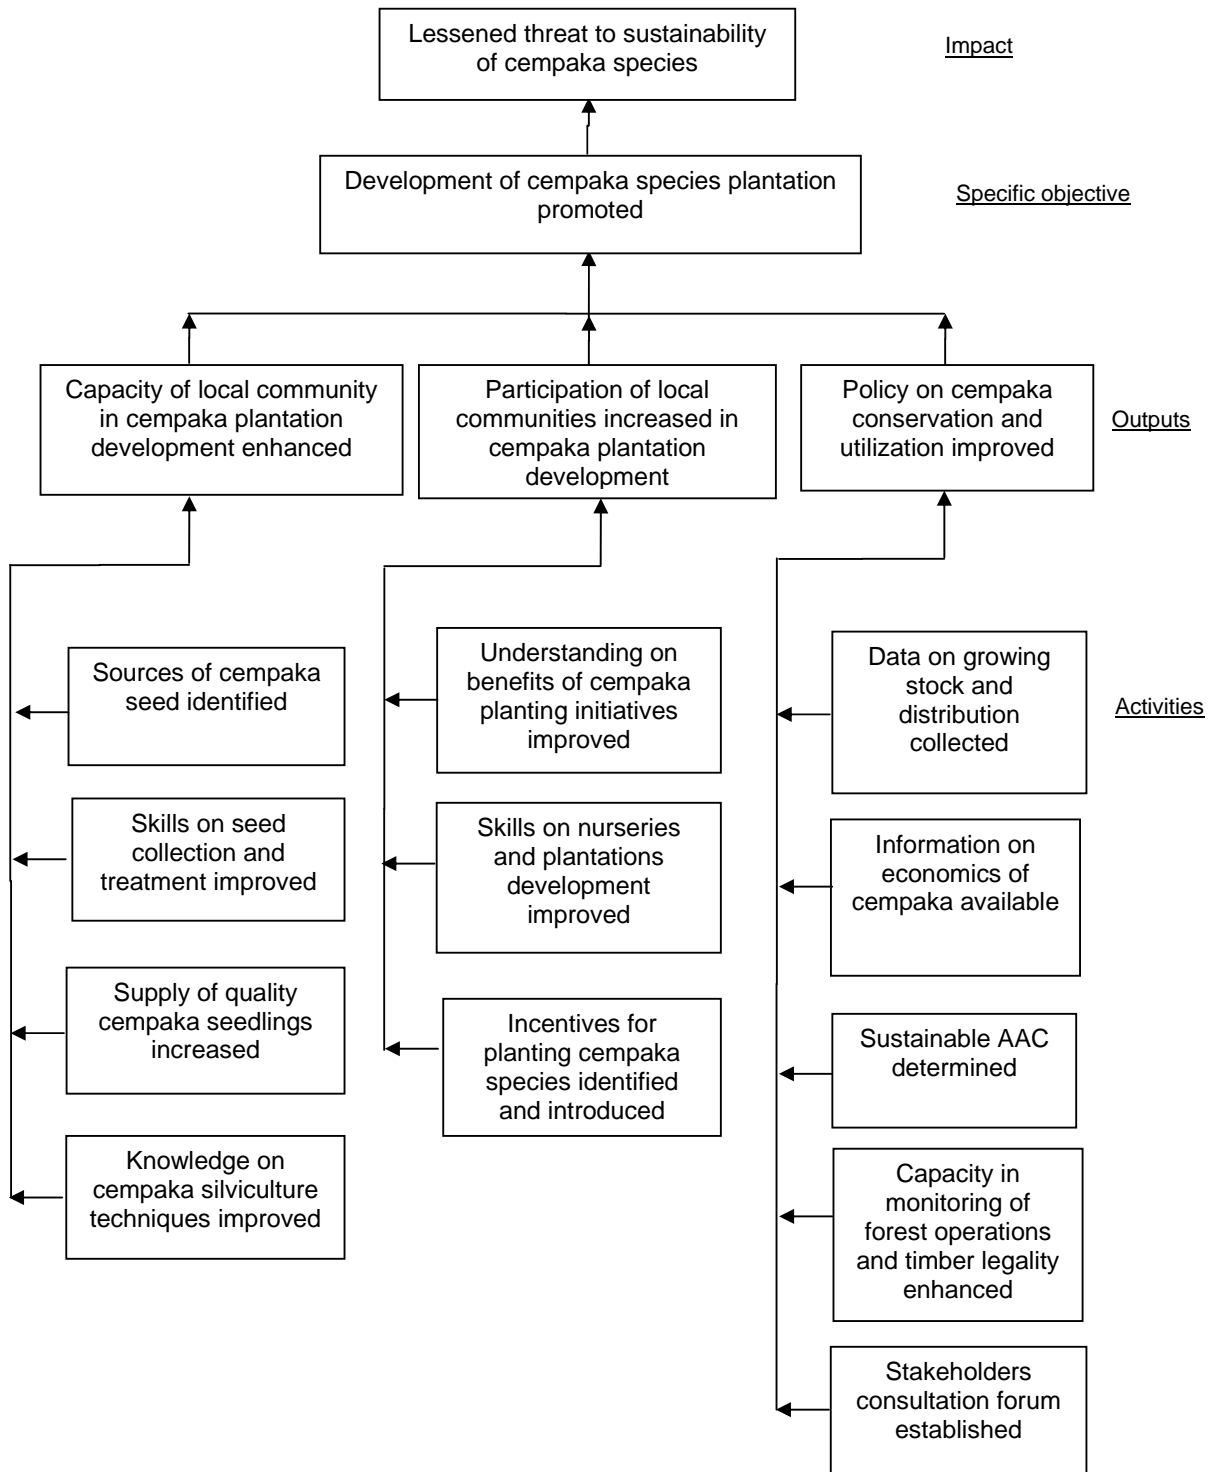 Lessened threat to sustainability
of cempaka species
Impact
Development of cempaka species plantation
promoted
Specific objective
Capacity of local community
in cempaka plantation
development enhanced
Participation of local
communities increased in
cempaka plantation
development
Policy on cempaka
conservation and
utilization improved
Outputs
Sources of cempaka
seed identified
Skills on seed
collection and
treatment improved
Supply of quality
cempaka seedlings
increased
Knowledge on
cempaka silviculture
techniques improved
Understanding on
benefits of cempaka
planting initiatives
improved
Skills on nurseries
and plantations
development
improved
Incentives for
planting cempaka
species identified
and introduced
Data on growing
stock and
distribution
collected
Activities
Information on
economics of
cempaka available
Sustainable AAC
determined
Capacity in
monitoring of
forest operations
and timber legality
enhanced
Stakeholders
consultation forum
established